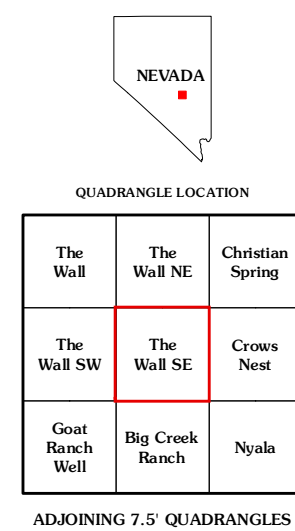 NEVADA
QUADRANGLE LOCATION
The
Wall
The
Wall NE
Christian
Spring
The
Wall SW
The
Wall SE
Crows
Nest
Goat
Ranch
Well
Big Creek
Ranch
Nyala
ADJOINING 7.5' QUADRANGLES